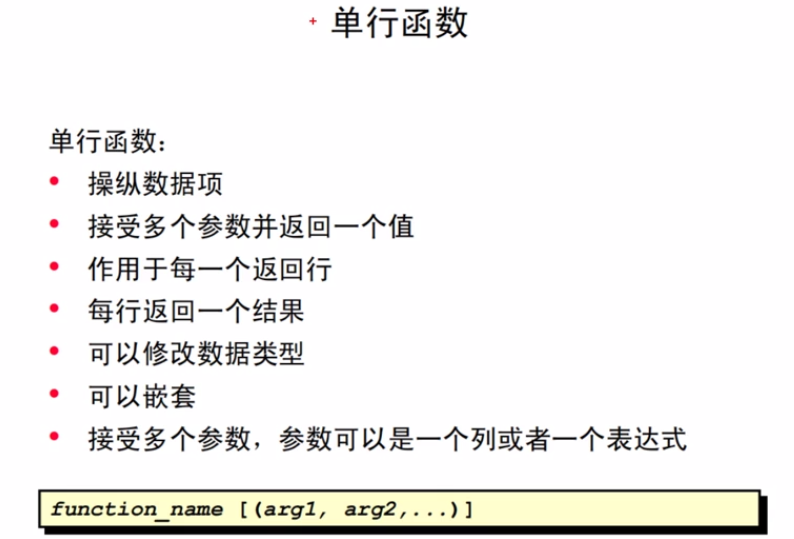 单行函数
单行函数：
• 操纵数据项
• 接受多个参数并返回一个值
• 作用于每一个返回行
• 每行返回一个结果
• 可以修改数据类型
• 可以嵌套
• 接受多个参数，参数可以是一个列或者一个表达式
function_name [(arg1, arg2,...)]